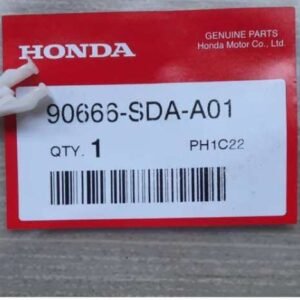 HONDA
GENUINE PARTS
Honda Motor Co., Ltd.
90666-SDA-A01
QTY. 1 PH1C22